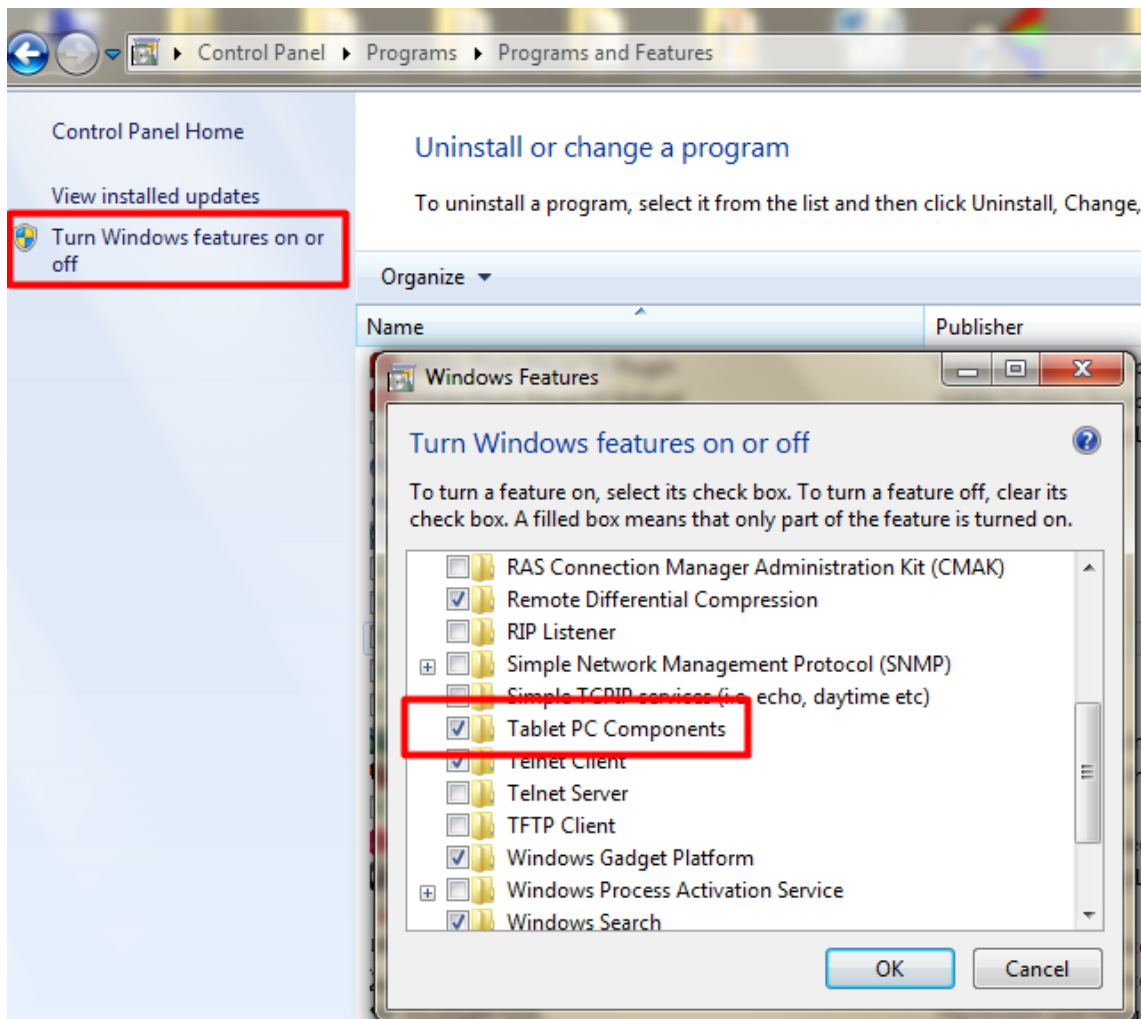 Control Panel Programs Programs and Features
Control Panel Home
View installed updates
Turn Windows features on or
off
Uninstall or change a program
To uninstall a program, select it from the list and then click Uninstall, Change,
Organize
Name Publisher
Windows Features
Turn Windows features on or off
To turn a feature on, select its check box. To turn a feature off, clear its
check box. A filled box means that only part of the feature is turned on.
RAS Connection Manager Administration Kit (CMAK)
Remote Differential Compression
RIP Listener
Simple Network Management Protocol (SNMP)
Simple TCPIP services (i.e. echo, daytime etc)
Tablet PC Components
Telnet Client
Telnet Server
TFTP Client
Windows Gadget Platform
Windows Process Activation Service
Windows Search
OK Cancel